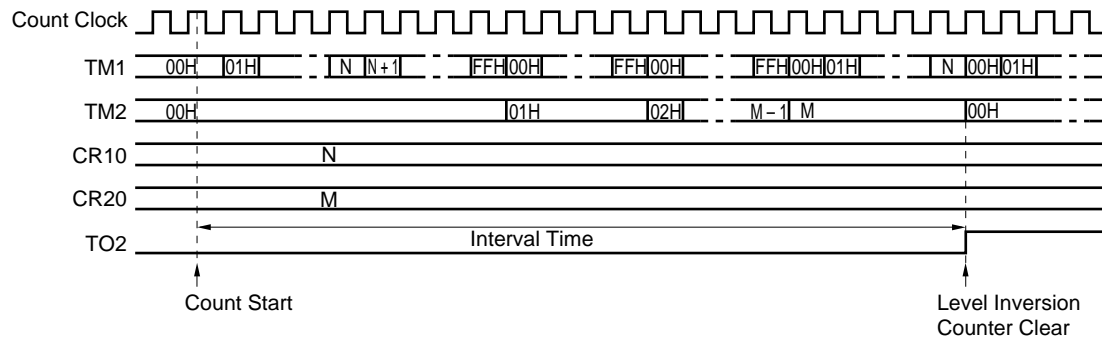 Count Clock
TM1 00H 01H N N + 1 FFH 00H FFH 00H FFH 00H 01H N 00H 01H
TM2 00H 01H 02H M – 1 M 00H
CR10 N
CR20 M
TO2 Interval Time
Count Start
Level Inversion
Counter Clear